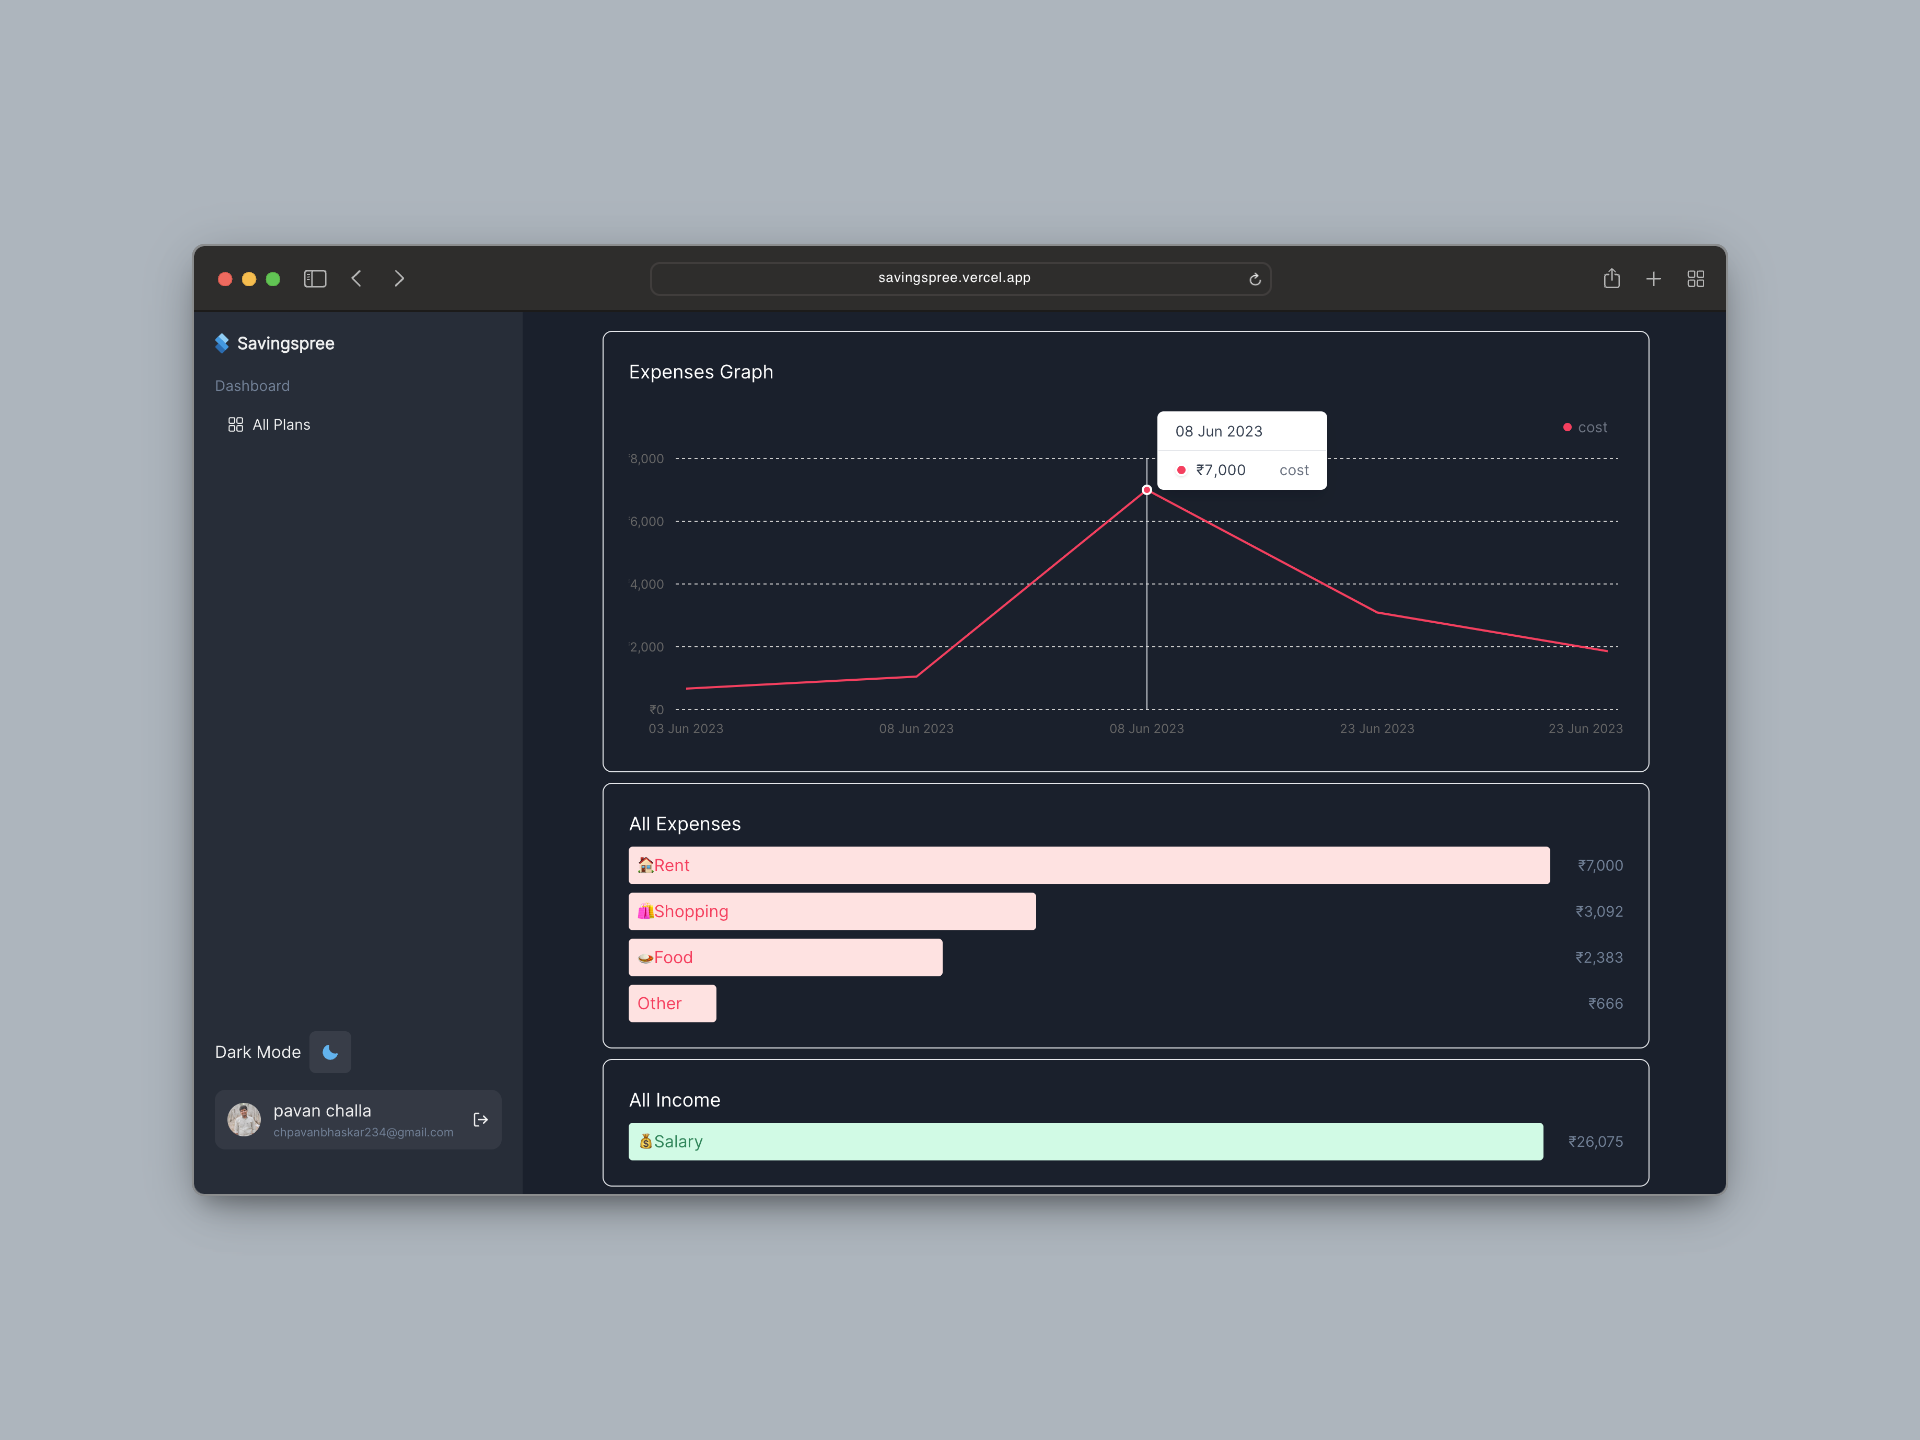 savingspree.vercel.app
Savingspree
Dashboard
All Plans
Dark Mode
pavan challa
chpavanbhaskar234@gmail.com
Expenses Graph
cost
08 Jun 2023
₹7,000 cost
8,000
6,000
4,000
2,000
₹0
03 Jun 2023 08 Jun 2023 08 Jun 2023 23 Jun 2023 23 Jun 2023
All Expenses
Rent ₹7,000
Shopping ₹3,092
Food ₹2,383
Other ₹666
All Income
Salary ₹26,075